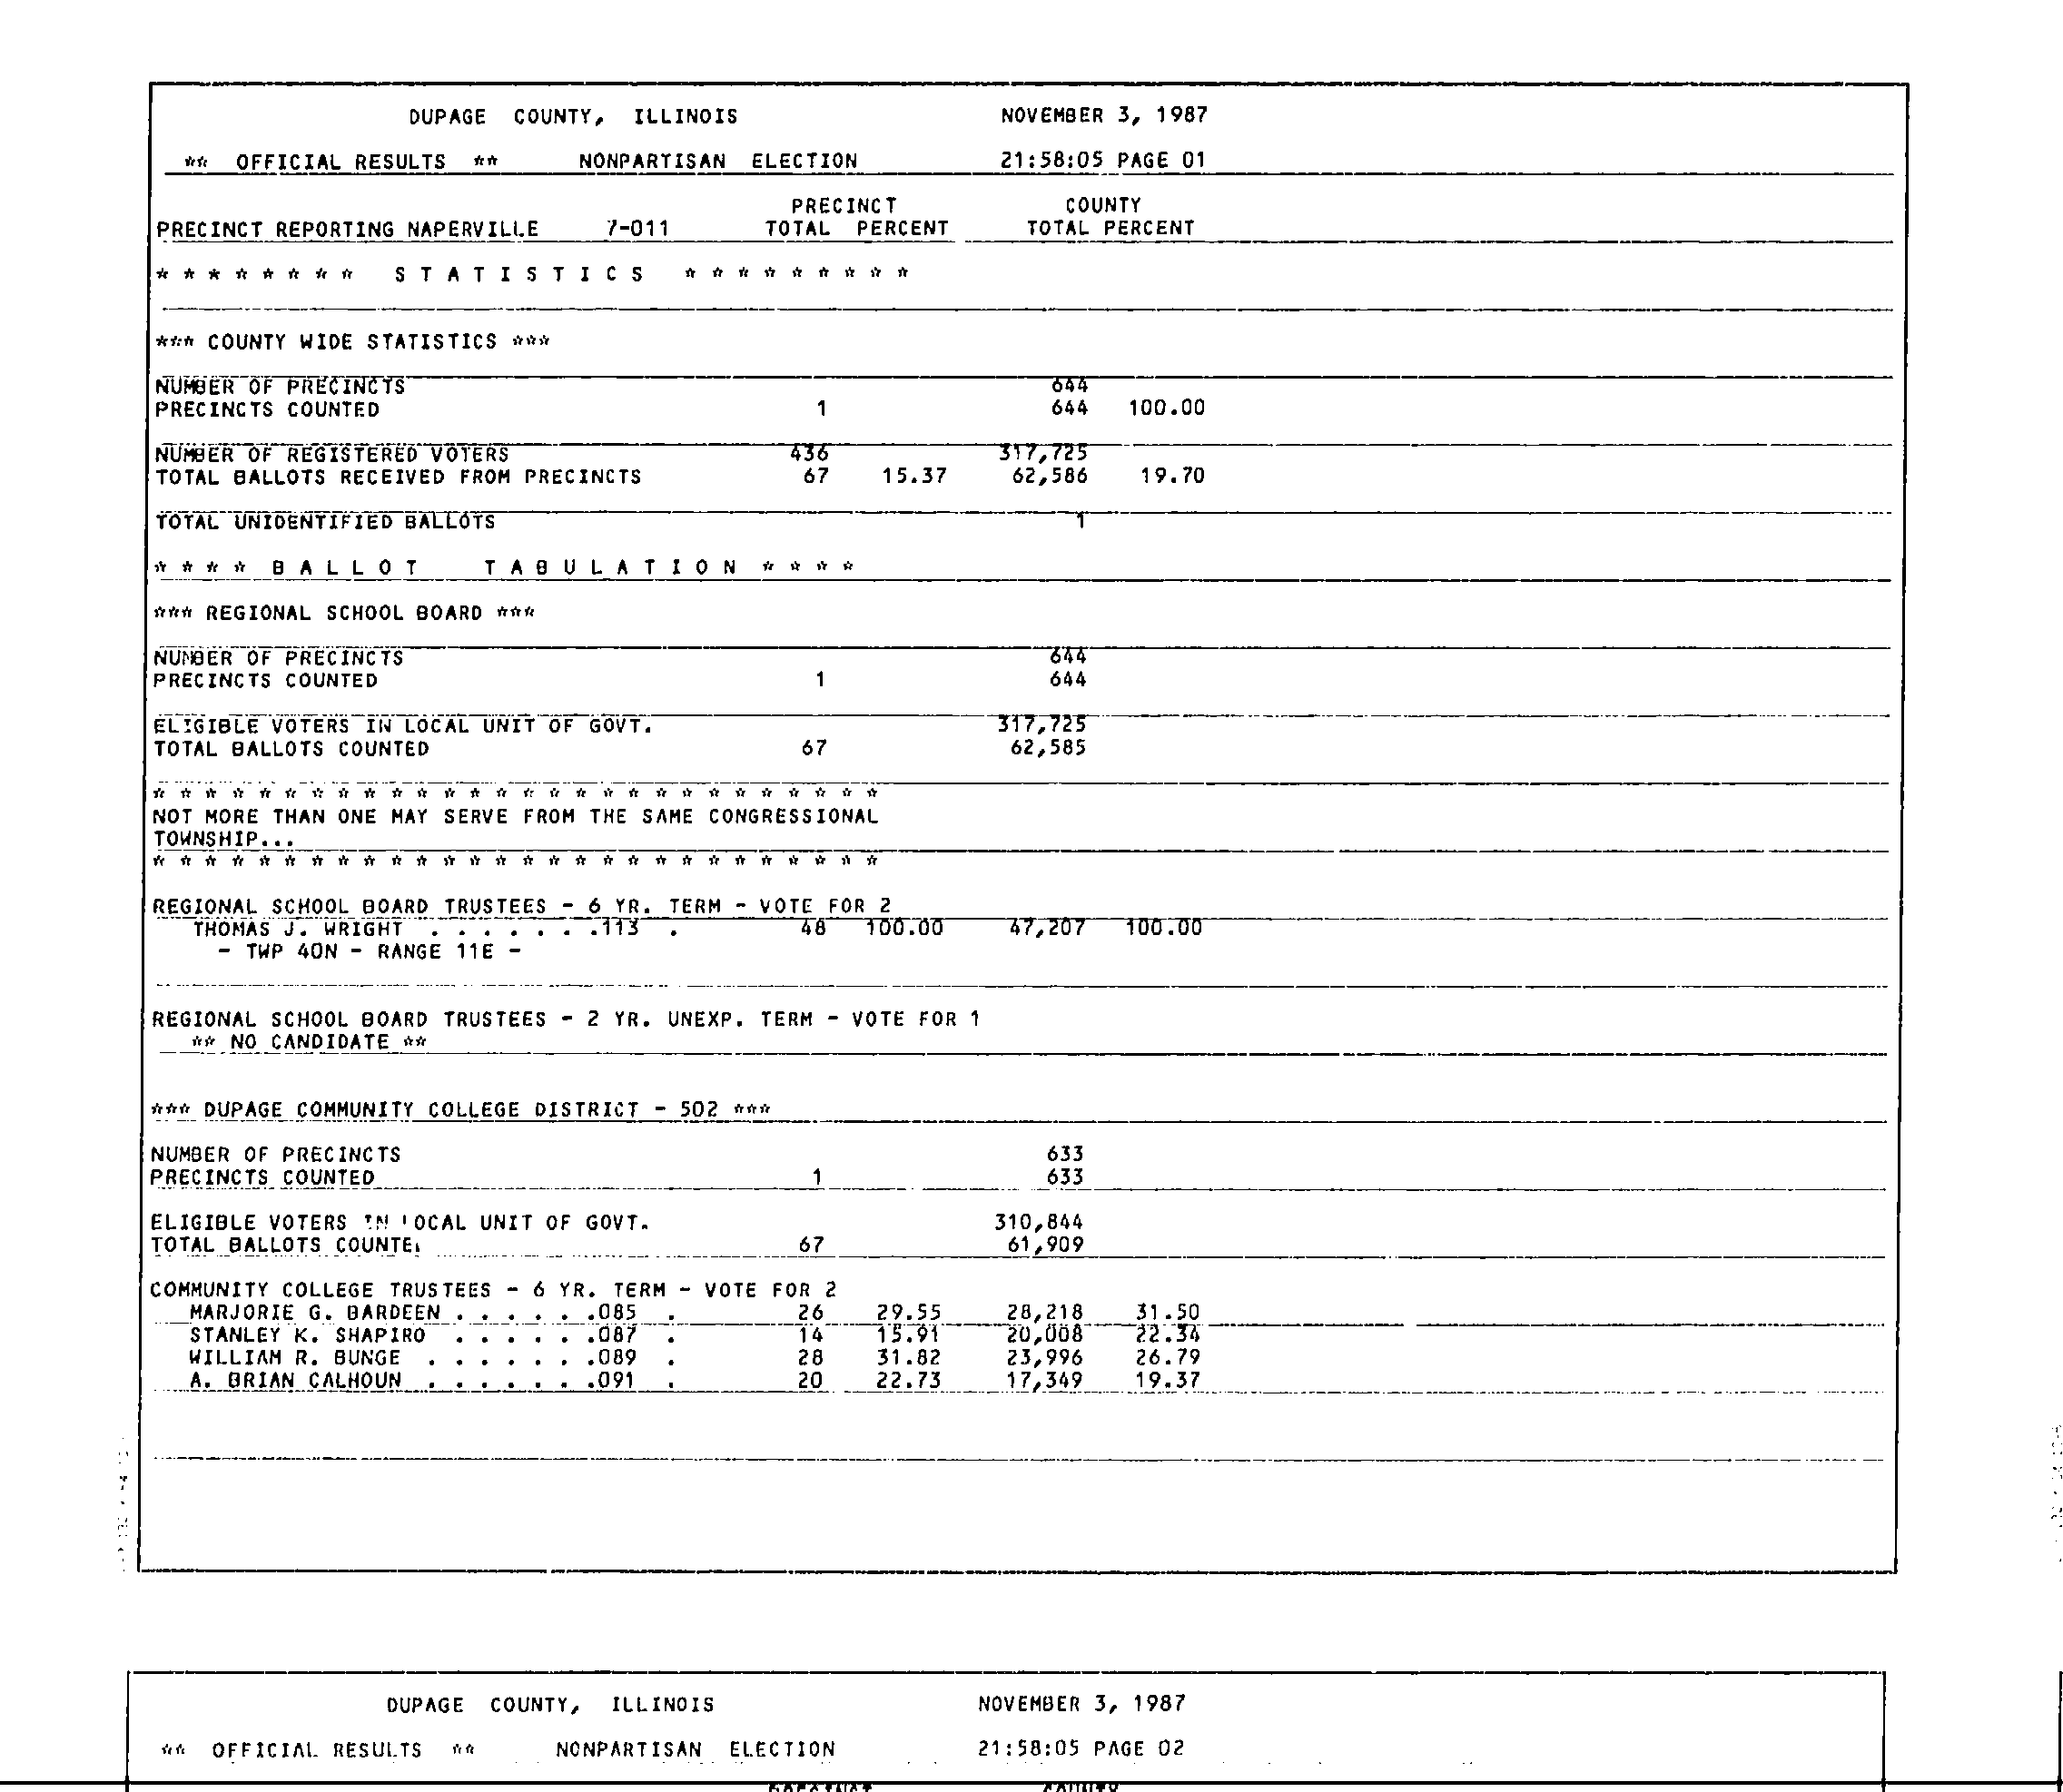 DUPAGE COUNTY, ILLINOIS NOVEMBER 3, 1987
** OFFICIAL RESULTS ** NONPARTISAN ELECTION 21:58:05 PAGE 01
PRECINCT COUNTY
PRECINCT REPORTING NAPERVILLE 7-011 TOTAL PERCENT TOTAL PERCENT
* * * * * * * * S T A T I S T I C S * * * * * * * * *
*** COUNTY WIDE STATISTICS ***
NUMBER OF PRECINCTS 644
PRECINCTS COUNTED 1 644 100.00
NUMBER OF REGISTERED VOTERS 436 317,725
TOTAL BALLOTS RECEIVED FROM PRECINCTS 67 15.37 62,586 19.70
TOTAL UNIDENTIFIED BALLOTS 1
* * * * B A L L O T T A B U L A T I O N * * * *
*** REGIONAL SCHOOL BOARD ***
NUMBER OF PRECINCTS 644
PRECINCTS COUNTED 1 644
ELIGIBLE VOTERS IN LOCAL UNIT OF GOVT. 317,725
TOTAL BALLOTS COUNTED 67 62,585
* * * * * * * * * * * * * * * * * * * * * * * * * * * *
NOT MORE THAN ONE MAY SERVE FROM THE SAME CONGRESSIONAL
TOWNSHIP...
* * * * * * * * * * * * * * * * * * * * * * * * * * * *
REGIONAL SCHOOL BOARD TRUSTEES - 6 YR. TERM - VOTE FOR 2
THOMAS J. WRIGHT . . . . . . .113 . 48 100.00 47,207 100.00
- TWP 40N - RANGE 11E -
REGIONAL SCHOOL BOARD TRUSTEES - 2 YR. UNEXP. TERM - VOTE FOR 1
** NO CANDIDATE **
*** DUPAGE COMMUNITY COLLEGE DISTRICT - 502 ***
NUMBER OF PRECINCTS 633
PRECINCTS COUNTED 1 633
ELIGIBLE VOTERS IN LOCAL UNIT OF GOVT. 310,844
TOTAL BALLOTS COUNTE 67 61,909
COMMUNITY COLLEGE TRUSTEES - 6 YR. TERM - VOTE FOR 2
MARJORIE G. BARDEEN . . . . . .085 . 26 29.55 28,218 31.50
STANLEY K. SHAPIRO . . . . . .087 . 14 15.91 20,008 22.34
WILLIAM R. BUNGE . . . . . . .089 . 28 31.82 23,996 26.79
A. BRIAN CALHOUN . . . . . . .091 . 20 22.73 17,349 19.37
DUPAGE COUNTY, ILLINOIS NOVEMBER 3, 1987
** OFFICIAL RESULTS ** NONPARTISAN ELECTION 21:58:05 PAGE 02